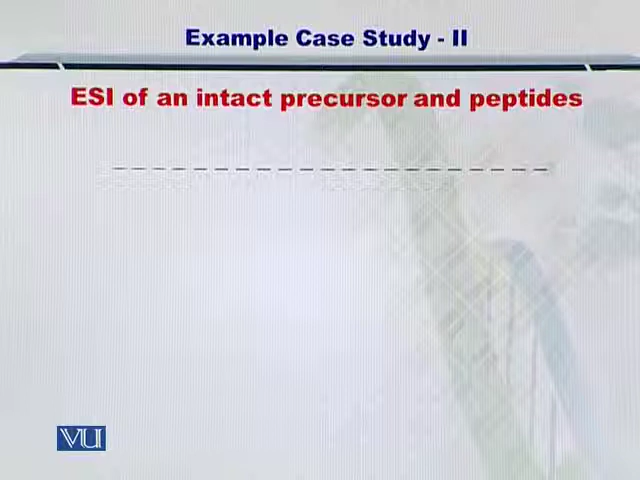 Example Case Study - II
ESI of an intact precursor and peptides
VU